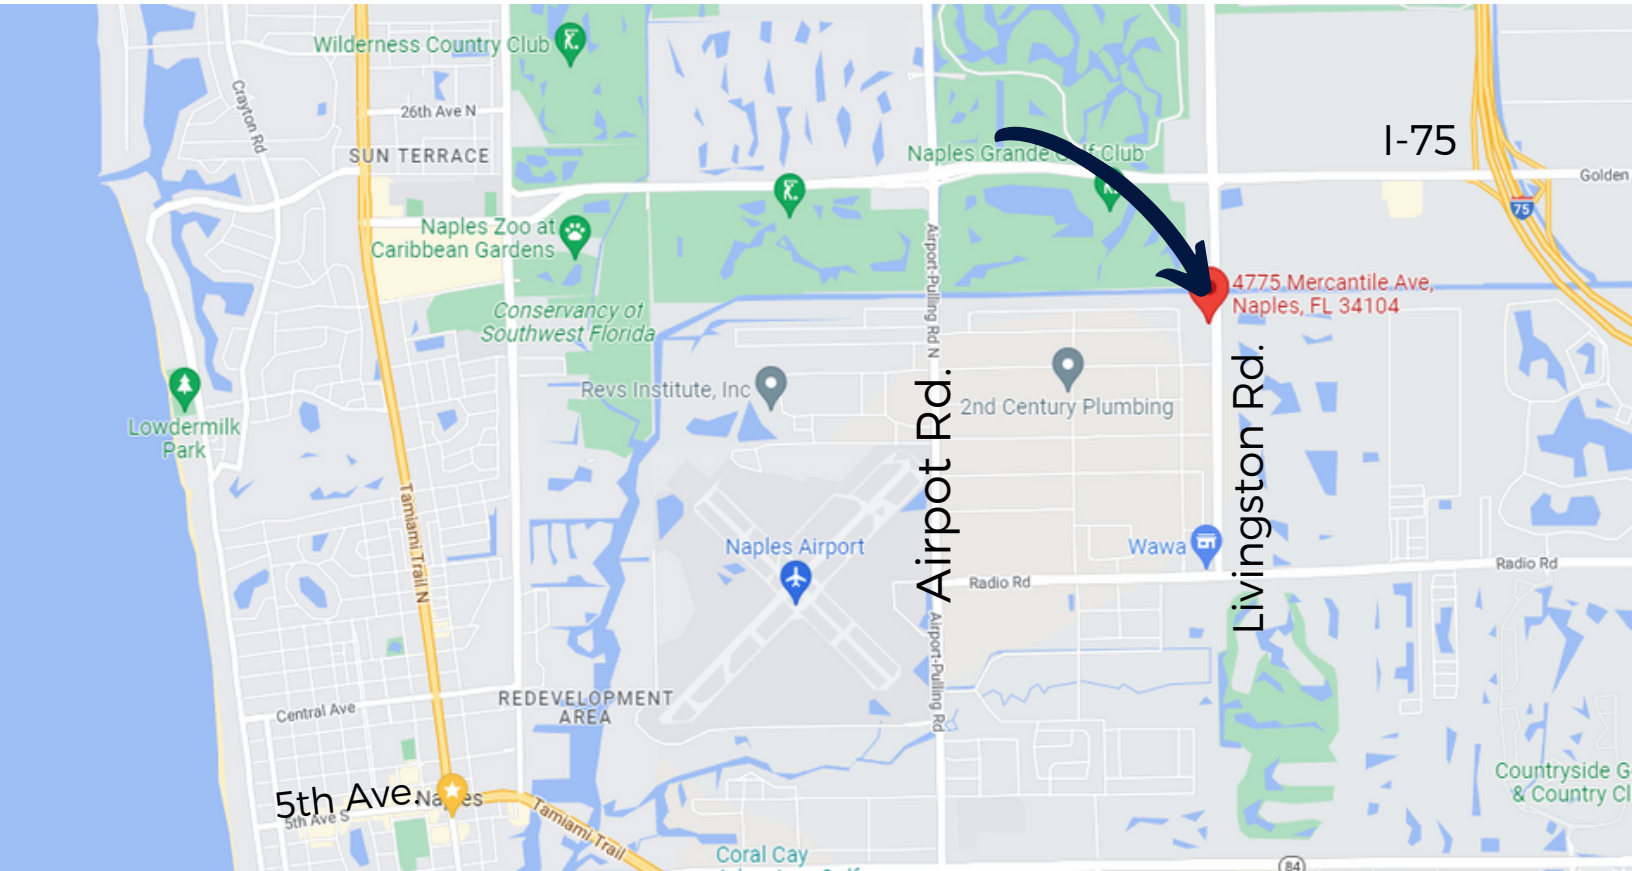 Wilderness Country Club
Crayton Rd
26th Ave N
SUN TERRACE
I-75
Naples Grande Golf Club
Golden
75
Naples Zoo at
Caribbean Gardens
Airport-Pulling Rd N
4775 Mercantile Ave,
Naples, FL 34104
Conservancy of
Southwest Florida
Revs Institute, Inc
2nd Century Plumbing
Airpot Rd.
Livingston Rd.
Lowdermilk
Park
Tamiami Trail N
Naples Airport
Wawa
Radio Rd
Radio Rd
Airport-Pulling Rd
REDEVELOPMENT
AREA
Central Ave
5th Ave.
Naples
5th Ave S
Tamiami Trail
Countryside G
& Country Cl
Coral Cay
84